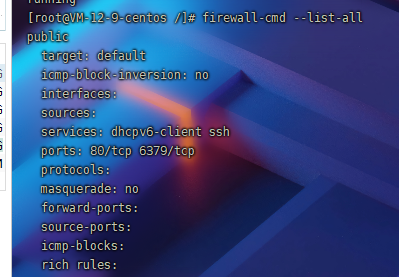 running
[root@VM-12-9-centos /]# firewall-cmd --list-all
public
target: default
icmp-block-inversion: no
interfaces:
sources:
services: dhcpv6-client ssh
ports: 80/tcp 6379/tcp
protocols:
masquerade: no
forward-ports:
source-ports:
icmp-blocks:
rich rules: